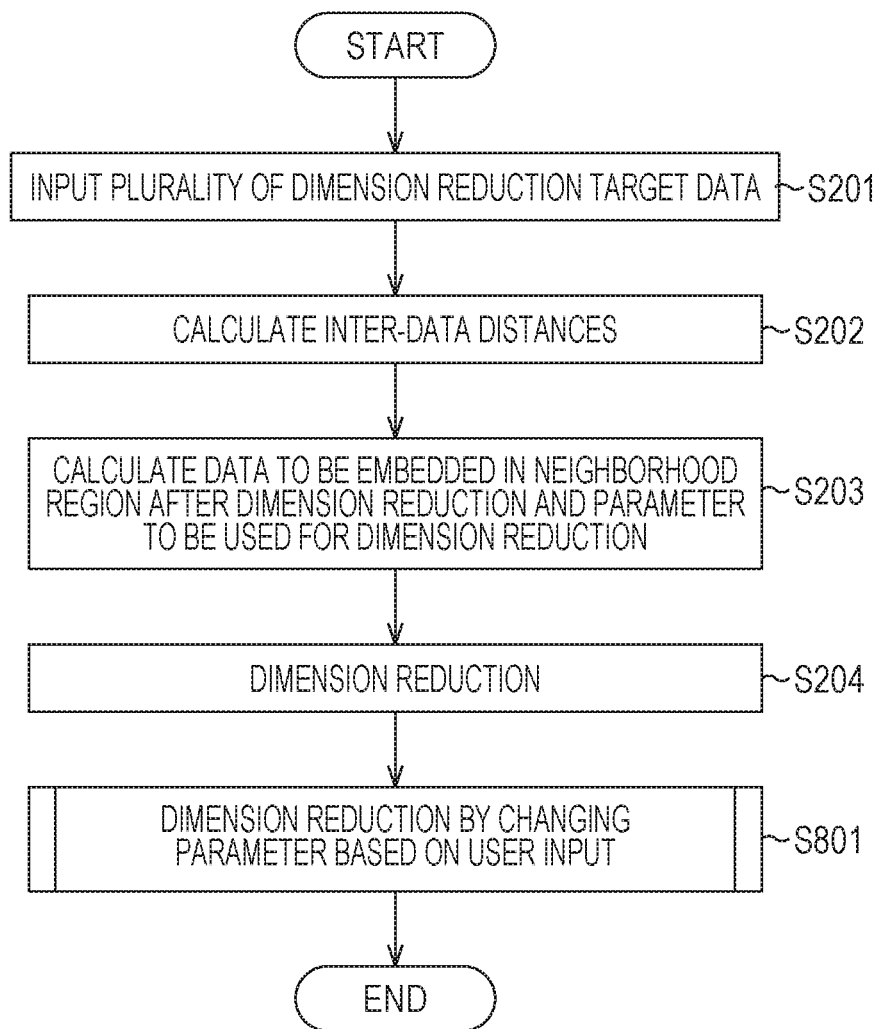 START
INPUT PLURALITY OF DIMENSION REDUCTION TARGET DATA
S201
CALCULATE INTER-DATA DISTANCES
S202
CALCULATE DATA TO BE EMBEDDED IN NEIGHBORHOOD
REGION AFTER DIMENSION REDUCTION AND PARAMETER
TO BE USED FOR DIMENSION REDUCTION
S203
DIMENSION REDUCTION
S204
DIMENSION REDUCTION BY CHANGING
PARAMETER BASED ON USER INPUT
S801
END